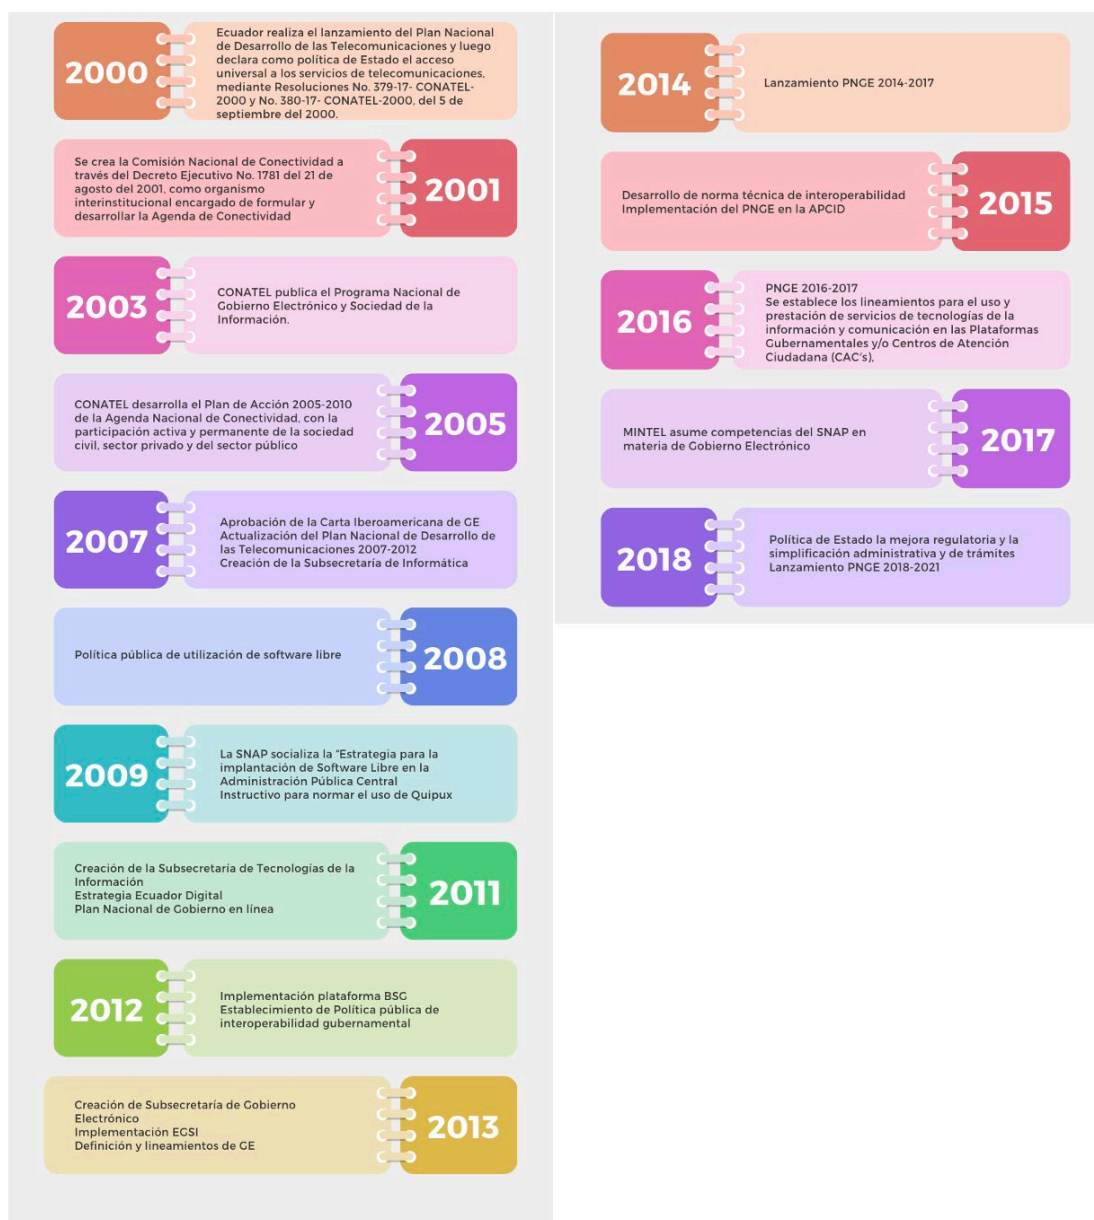 2000
Ecuador realiza el lanzamiento del Plan Nacional
de Desarrollo de las Telecomunicaciones y luego
declara como política de Estado el acceso
universal a los servicios de telecomunicaciones,
mediante Resoluciones No. 379-17- CONATEL-
2000 y No. 380-17- CONATEL-2000, del 5 de
septiembre del 2000.
Se crea la Comisión Nacional de Conectividad a
través del Decreto Ejecutivo No. 1781 del 21 de
agosto del 2001, como organismo
interinstitucional encargado de formular y
desarrollar la Agenda de Conectividad
2001
2003
CONATEL publica el Programa Nacional de
Gobierno Electrónico y Sociedad de la
Información.
CONATEL desarrolla el Plan de Acción 2005-2010
de la Agenda Nacional de Conectividad, con la
participación activa y permanente de la sociedad
civil, sector privado y del sector público
2005
2007
Aprobación de la Carta Iberoamericana de GE
Actualización del Plan Nacional de Desarrollo de
las Telecomunicaciones 2007-2012
Creación de la Subsecretaría de Informática
Política pública de utilización de software libre
2008
2009
La SNAP socializa la "Estrategia para la
implantación de Software Libre en la
Administración Pública Central
Instructivo para normar el uso de Quipux
Creación de la Subsecretaría de Tecnologías de la
Información
Estrategia Ecuador Digital
Plan Nacional de Gobierno en línea
2011
2012
Implementación plataforma BSG
Establecimiento de Política pública de
interoperabilidad gubernamental
Creación de Subsecretaría de Gobierno
Electrónico
Implementación EGSI
Definición y lineamientos de GE
2013
2014
Lanzamiento PNGE 2014-2017
Desarrollo de norma técnica de interoperabilidad
Implementación del PNGE en la APCID
2015
2016
PNGE 2016-2017
Se establece los lineamientos para el uso y
prestación de servicios de tecnologías de la
información y comunicación en las Plataformas
Gubernamentales y/o Centros de Atención
Ciudadana (CAC´s),
MINTEL asume competencias del SNAP en
materia de Gobierno Electrónico
2017
2018
Política de Estado la mejora regulatoria y la
simplificación administrativa y de trámites
Lanzamiento PNGE 2018-2021